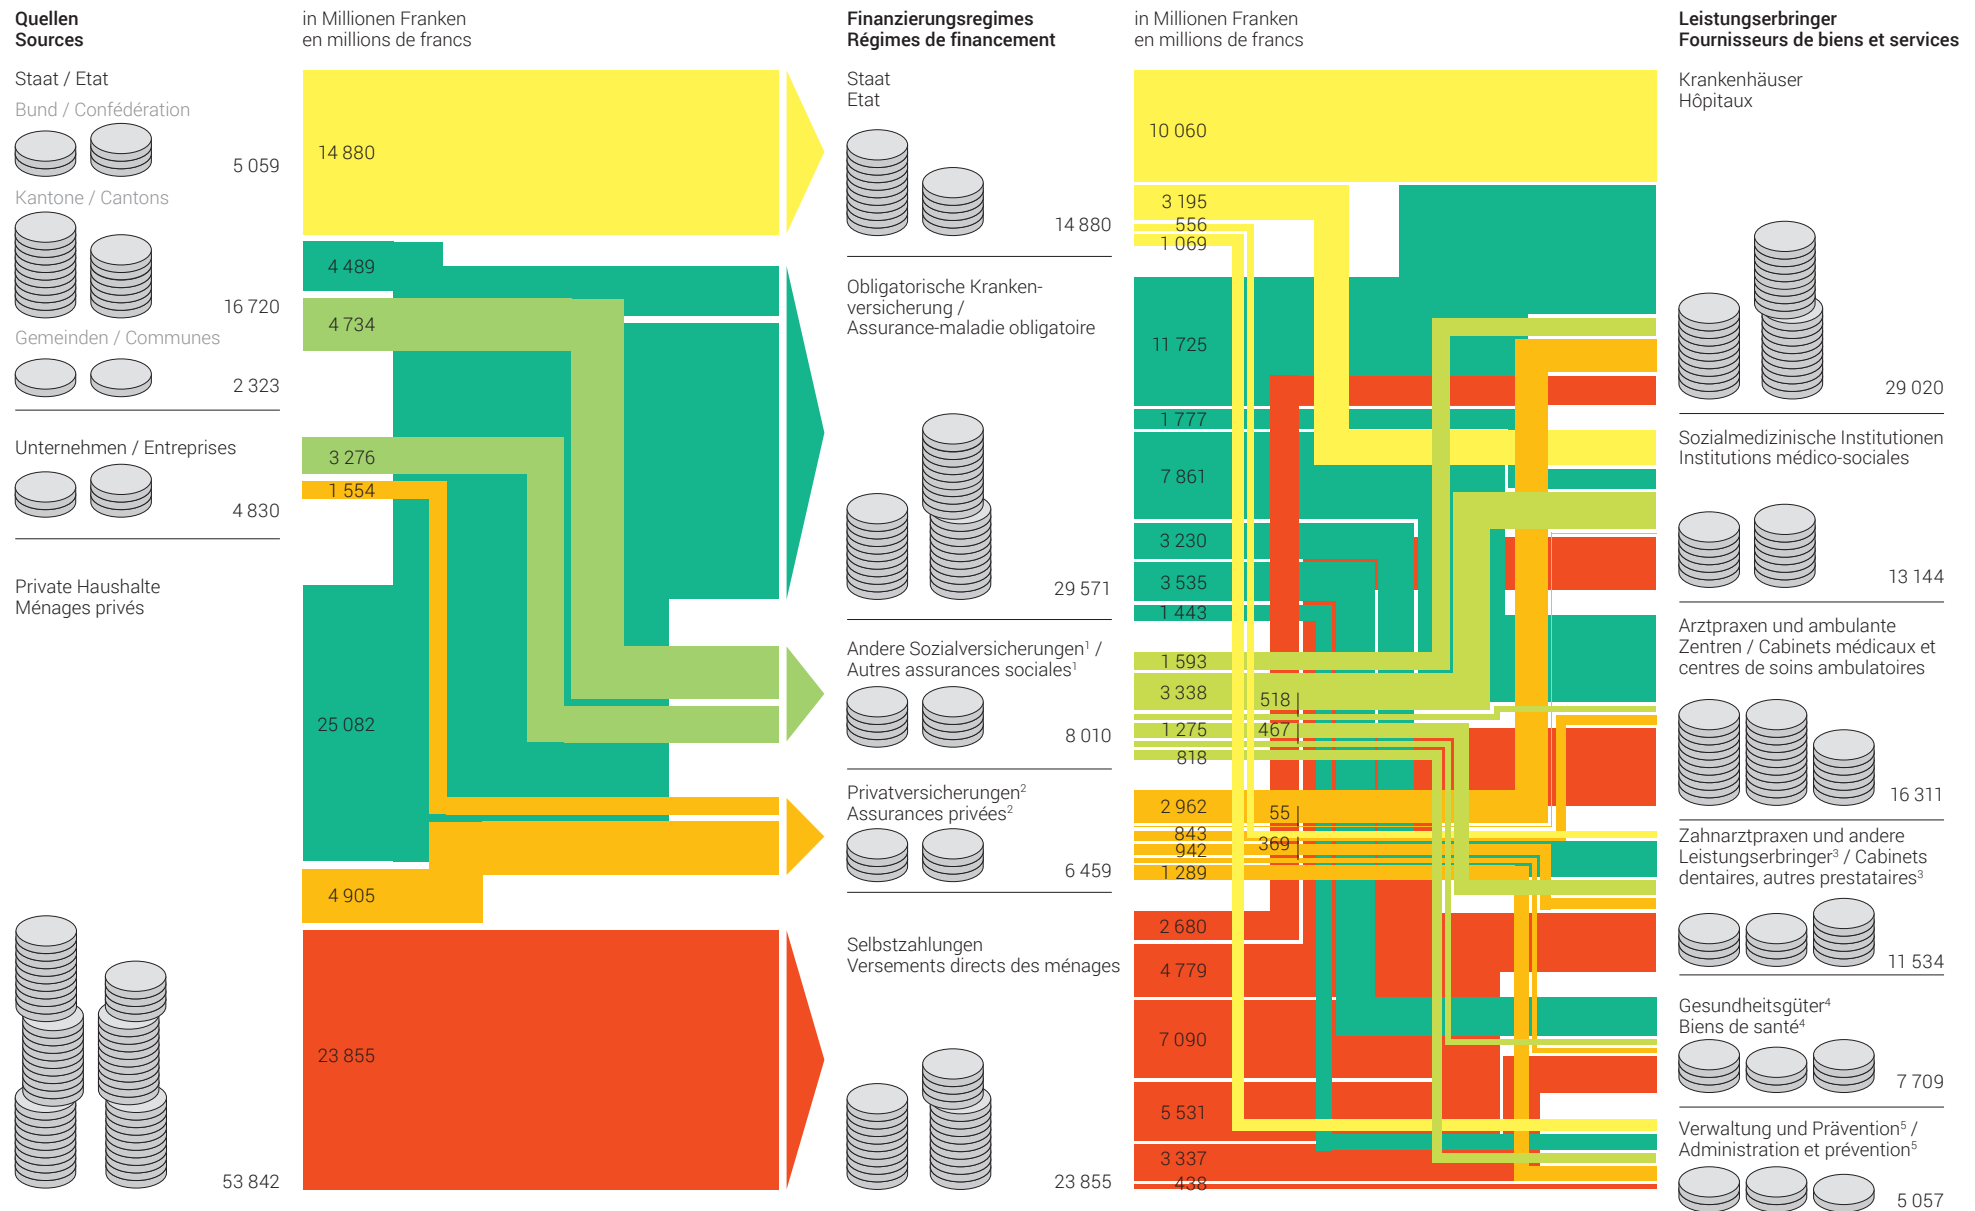 Quellen
Sources
Staat / Etat
Bund / Confédération
5 059
Kantone / Cantons
16 720
Gemeinden / Communes
2 323
Unternehmen / Entreprises
4 830
Private Haushalte
Ménages privés
53 842
in Millionen Franken
en millions de francs
14 880
4 489
4 734
3 276
1 554
25 082
4 905
23 855
Finanzierungsregimes
Régimes de financement
Staat
Etat
14 880
Obligatorische Kranken-
versicherung /
Assurance-maladie obligatoire
29 571
Andere Sozialversicherungen¹ /
Autres assurances sociales¹
8 010
Privatversicherungen²
Assurances privées²
6 459
Selbstzahlungen
Versements directs des ménages
23 855
in Millionen Franken
en millions de francs
10 060
3 195
556
1 069
11 725
1 777
7 861
3 230
3 535
1 443
1 593
3 338
518
1 275
467
818
2 962
55
843
369
942
1 289
2 680
4 779
7 090
5 531
3 337
438
Leistungserbringer
Fournisseurs de biens et services
Krankenhäuser
Hôpitaux
29 020
Sozialmedizinische Institutionen
Institutions médico-sociales
13 144
Arztpraxen und ambulante
Zentren / Cabinets médicaux et
centres de soins ambulatoires
16 311
Zahnarztpraxen und andere
Leistungserbringer³ / Cabinets
dentaires, autres prestataires³
11 534
Gesundheitsgüter⁴
Biens de santé⁴
7 709
Verwaltung und Prävention⁵ /
Administration et prévention⁵
5 057